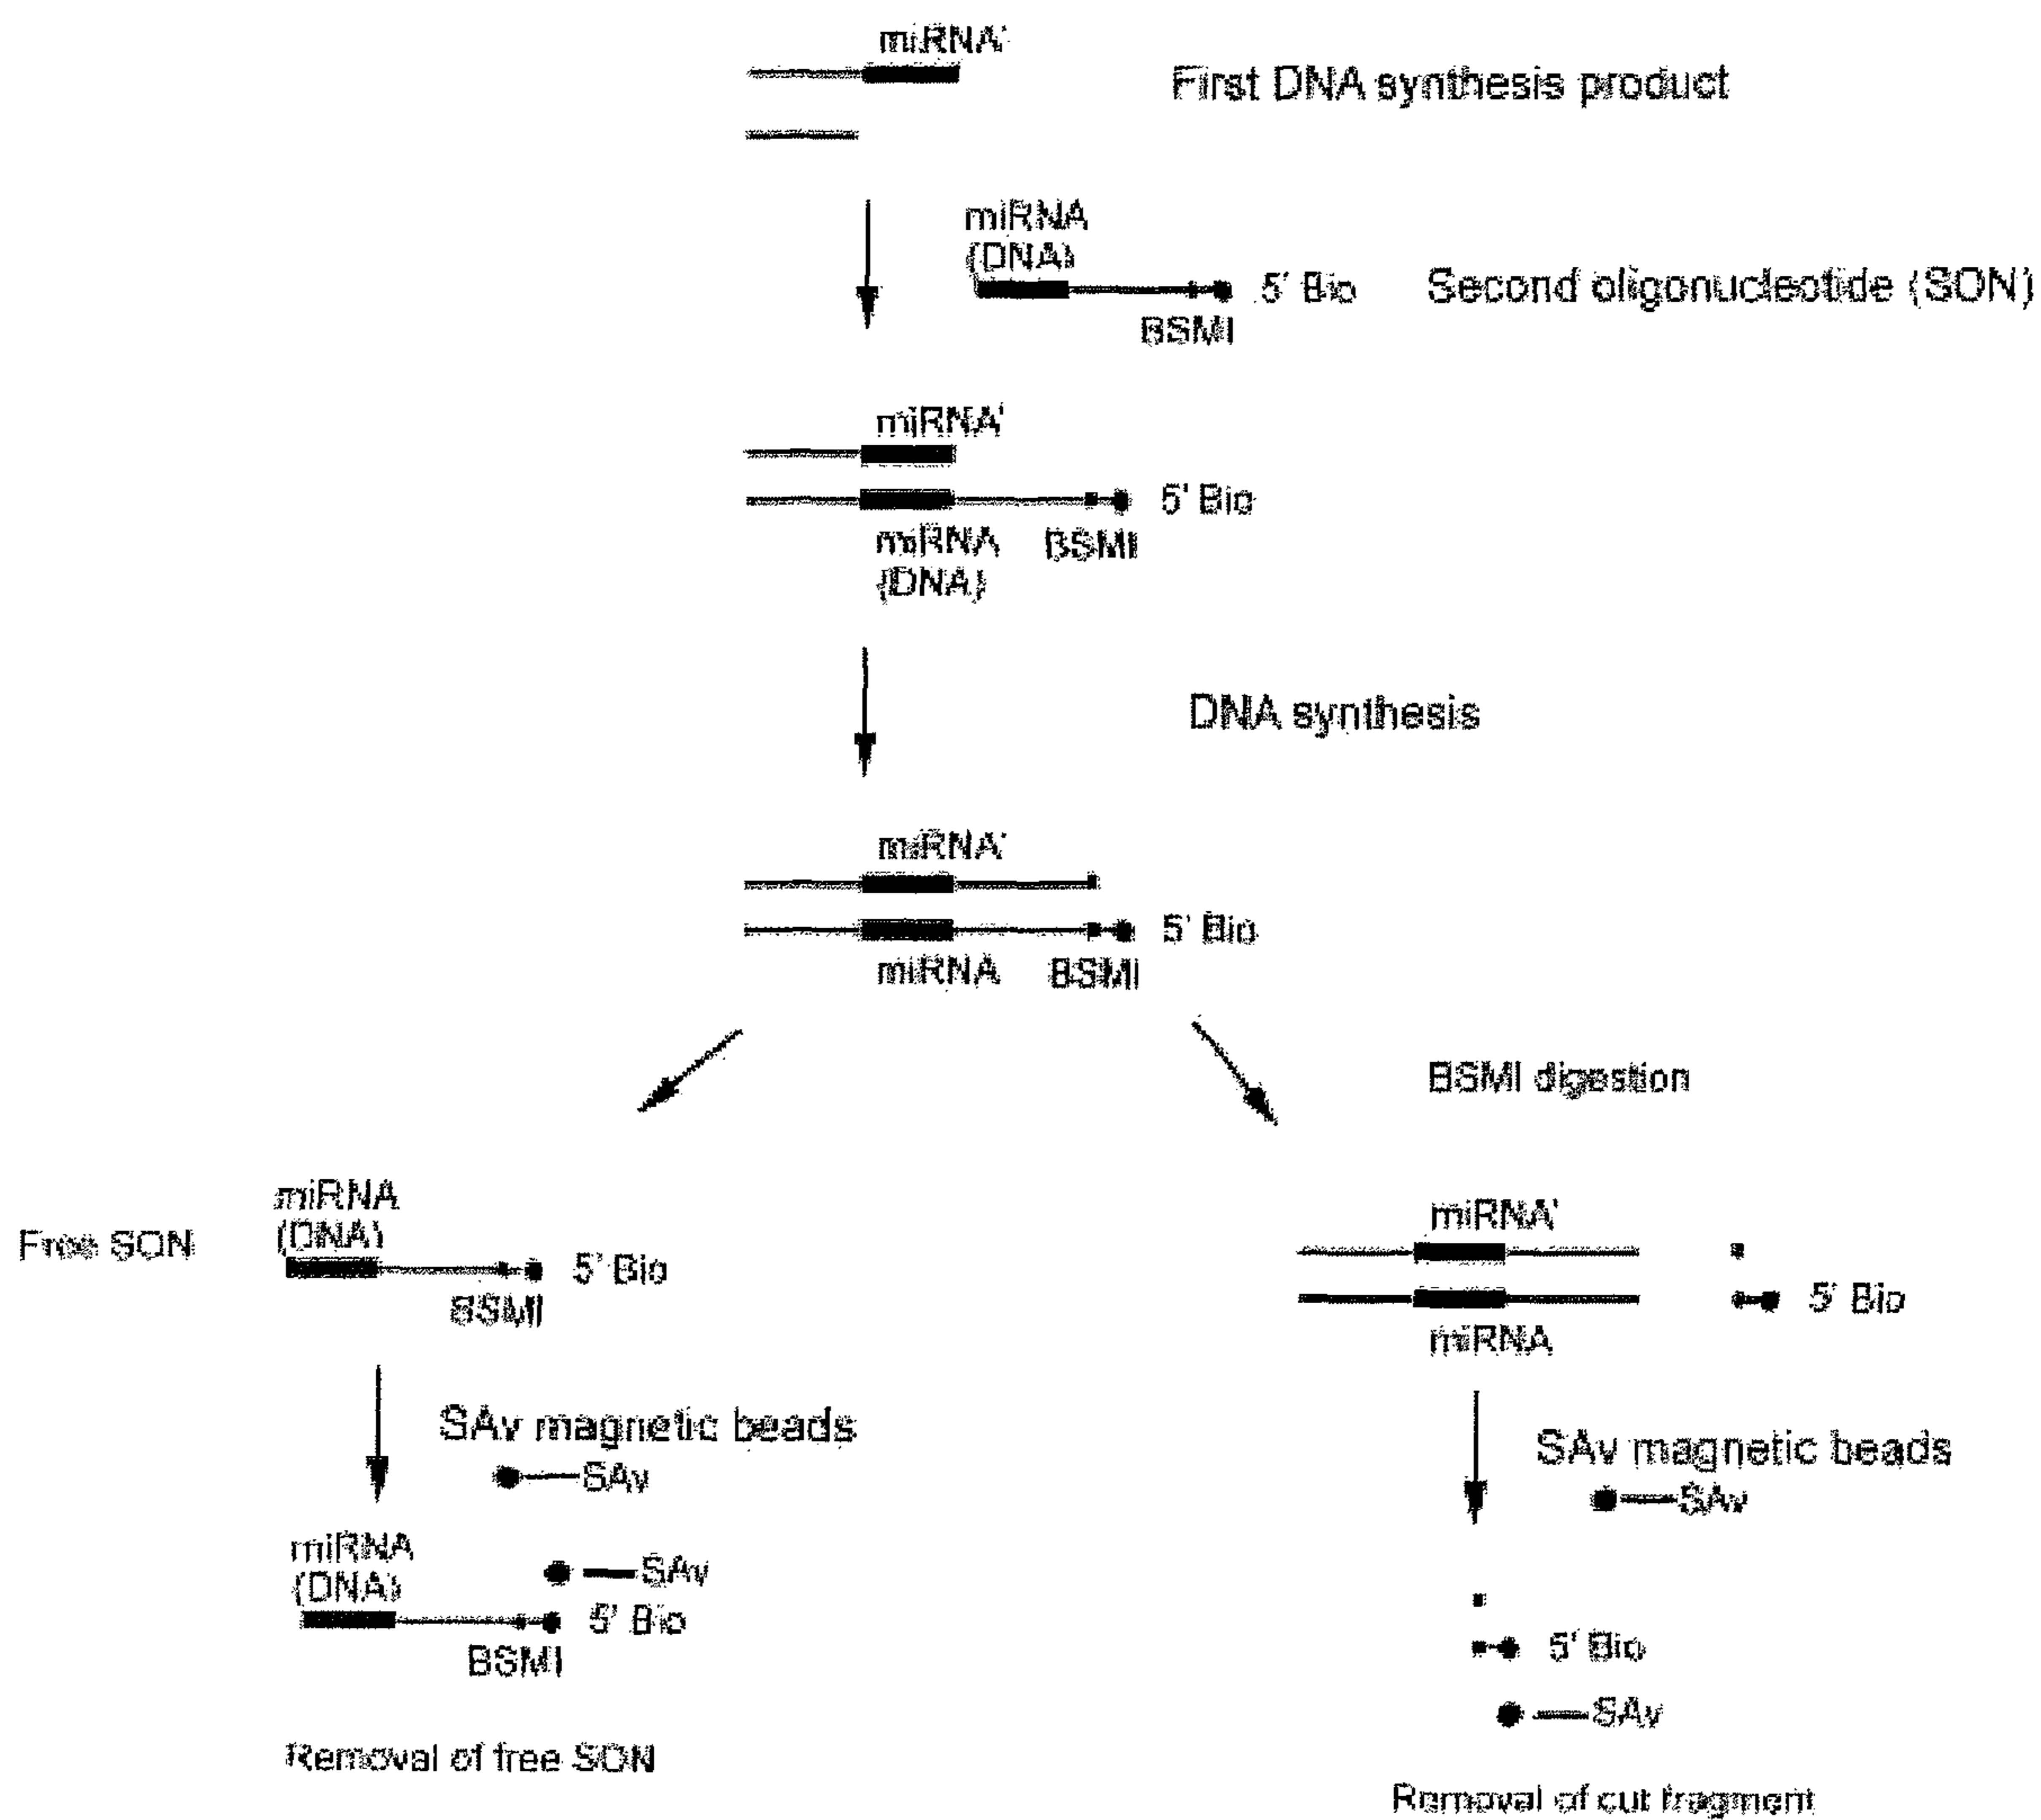 miRNA'
First DNA synthesis product
miRNA
(DNA)
5' Bio
Second oligonucleotide (SON)
BSMI
miRNA'
5' Bio
miRNA
(DNA)
BSMI
DNA synthesis
miRNA'
5' Bio
miRNA
BSMI
BSMI digestion
Free SON
miRNA
(DNA)
5' Bio
BSMI
miRNA'
5' Bio
miRNA
SAv magnetic beads
SAv
SAv magnetic beads
SAv
miRNA
(DNA)
SAv
5' Bio
BSMI
5' Bio
SAv
Removal of free SON
Removal of cut fragment